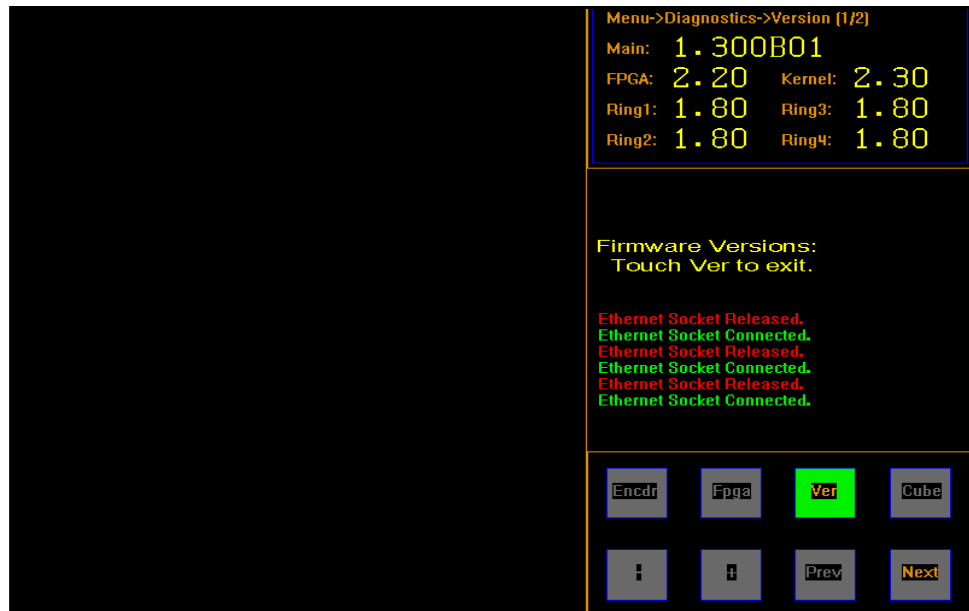 Menu->Diagnostics->Version (1/2)
Main: 1.300B01
FPGA: 2.20 Kernel: 2.30
Ring1: 1.80 Ring3: 1.80
Ring2: 1.80 Ring4: 1.80
Firmware Versions:
Touch Ver to exit.
Ethernet Socket Released.
Ethernet Socket Connected.
Ethernet Socket Released.
Ethernet Socket Connected.
Ethernet Socket Released.
Ethernet Socket Connected.
Encdr Fpga Ver Cube
- + Prev Next